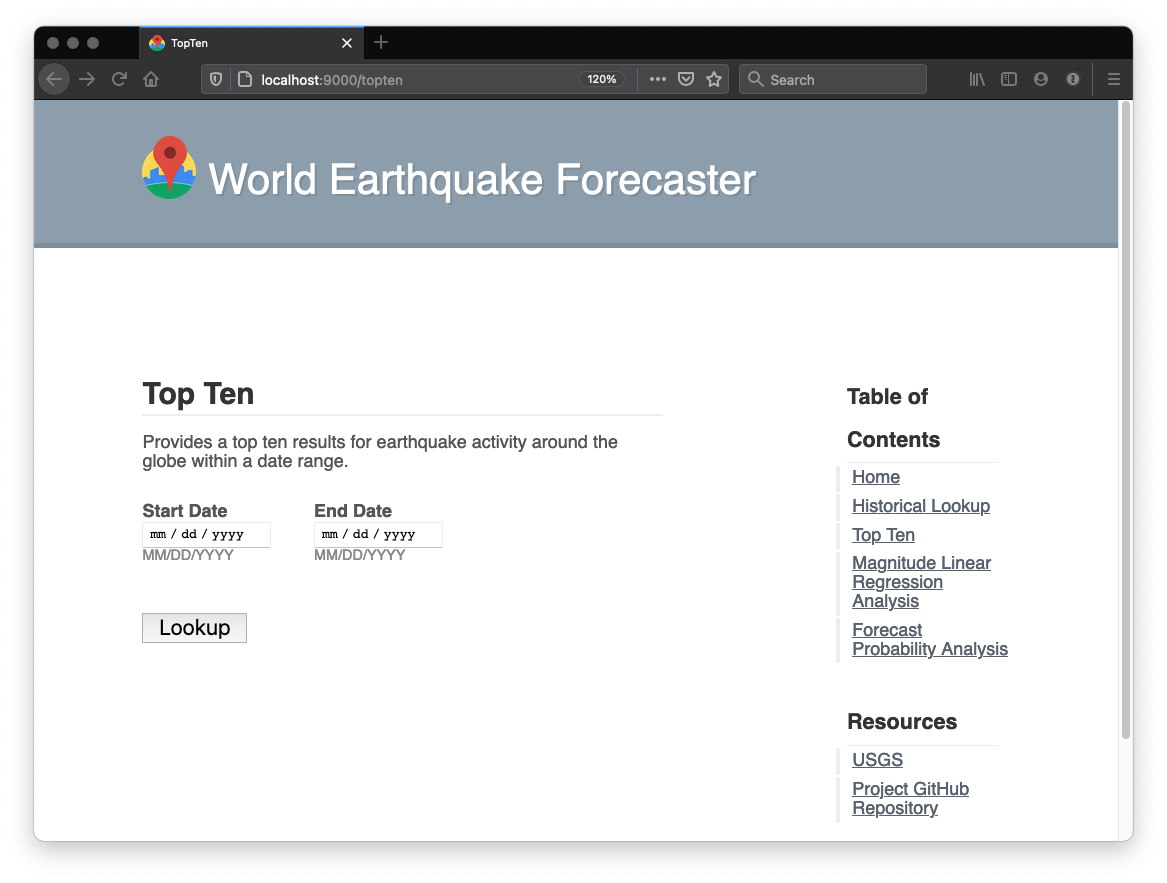 TopTen
localhost:9000/topten
120%
Search
World Earthquake Forecaster
Top Ten
Provides a top ten results for earthquake activity around the
globe within a date range.
Start Date
End Date
mm / dd / yyyy
mm / dd / yyyy
MM/DD/YYYY
MM/DD/YYYY
Lookup
Table of
Contents
Home
Historical Lookup
Top Ten
Magnitude Linear
Regression
Analysis
Forecast
Probability Analysis
Resources
USGS
Project GitHub
Repository